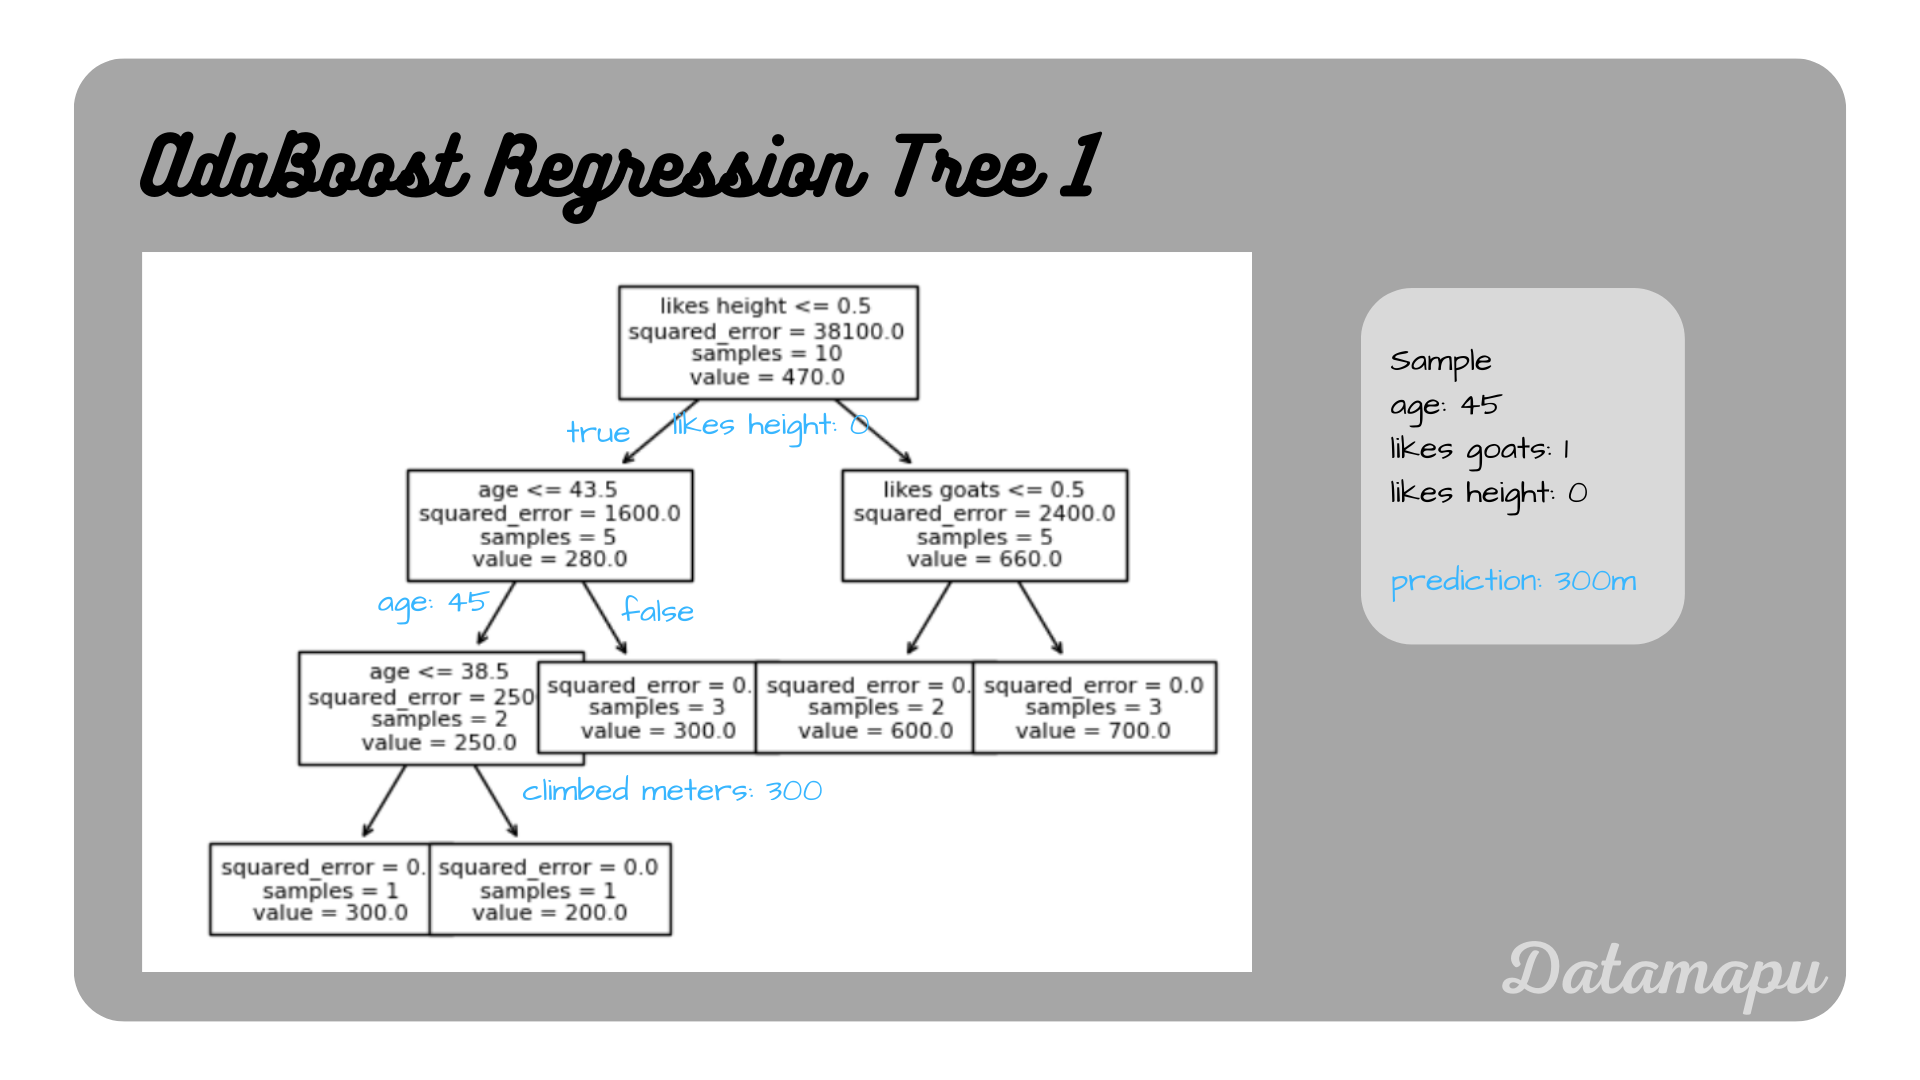 AdaBoost Regression Tree 1
likes height <= 0.5
squared_error = 38100.0
samples = 10
value = 470.0
true
likes height: 0
age <= 43.5
squared_error = 1600.0
samples = 5
value = 280.0
likes goats <= 0.5
squared_error = 2400.0
samples = 5
value = 660.0
age: 45
false
age <= 38.5
squared_error = 250
samples = 2
value = 250.0
squared_error = 0.
samples = 3
value = 300.0
squared_error = 0.
samples = 2
value = 600.0
squared_error = 0.0
samples = 3
value = 700.0
climbed meters: 300
squared_error = 0.
samples = 1
value = 300.0
squared_error = 0.0
samples = 1
value = 200.0
Sample
age: 45
likes goats: 1
likes height: 0
prediction: 300m
Datamapu